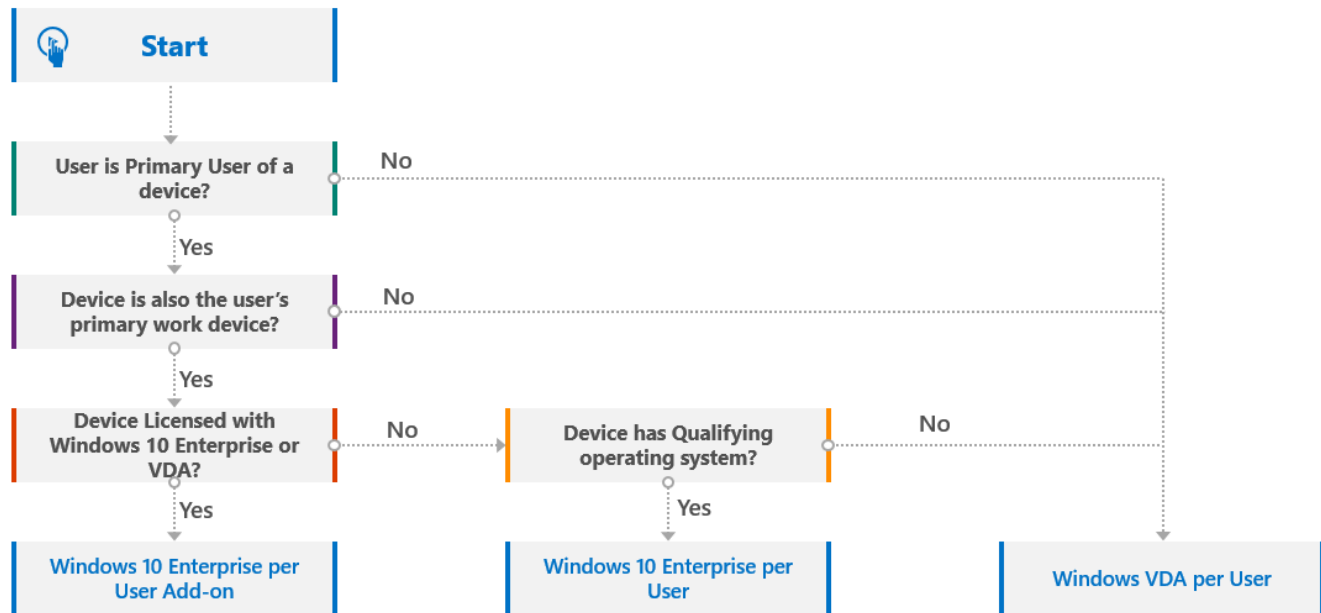 Start
User is Primary User of a
device?
No
Yes
Device is also the user's
primary work device?
No
Yes
Device Licensed with
Windows 10 Enterprise or
VDA?
No
Device has Qualifying
operating system?
No
Yes
Yes
Windows 10 Enterprise per
User Add-on
Windows 10 Enterprise per
User
Windows VDA per User